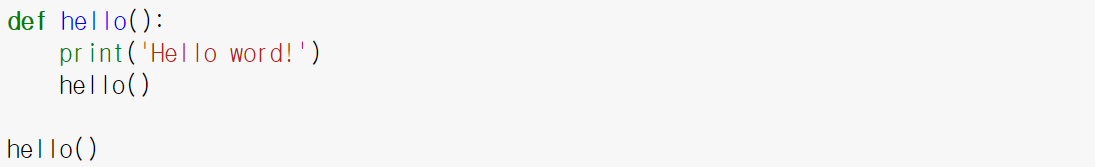 def hello():
    print('Hello word!')
    hello()

hello()